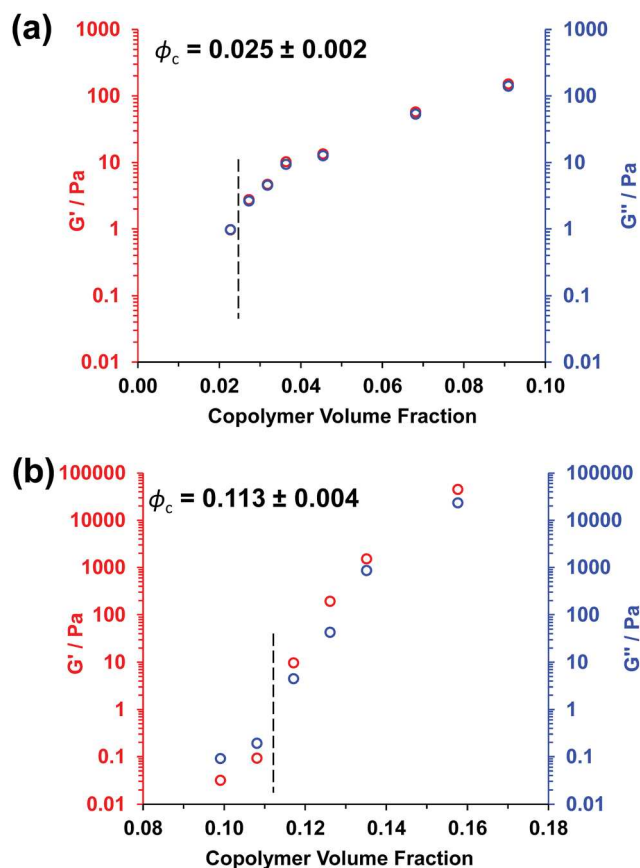 (a)
ϕc = 0.025 ± 0.002
1000
100
10
1
0.1
0.01
G' / Pa
1000
100
10
1
0.1
0.01
G'' / Pa
0.00 0.02 0.04 0.06 0.08 0.10
Copolymer Volume Fraction
(b)
ϕc = 0.113 ± 0.004
100000
10000
1000
100
10
1
0.1
0.01
G' / Pa
100000
10000
1000
100
10
1
0.1
0.01
G'' / Pa
0.08 0.10 0.12 0.14 0.16 0.18
Copolymer Volume Fraction